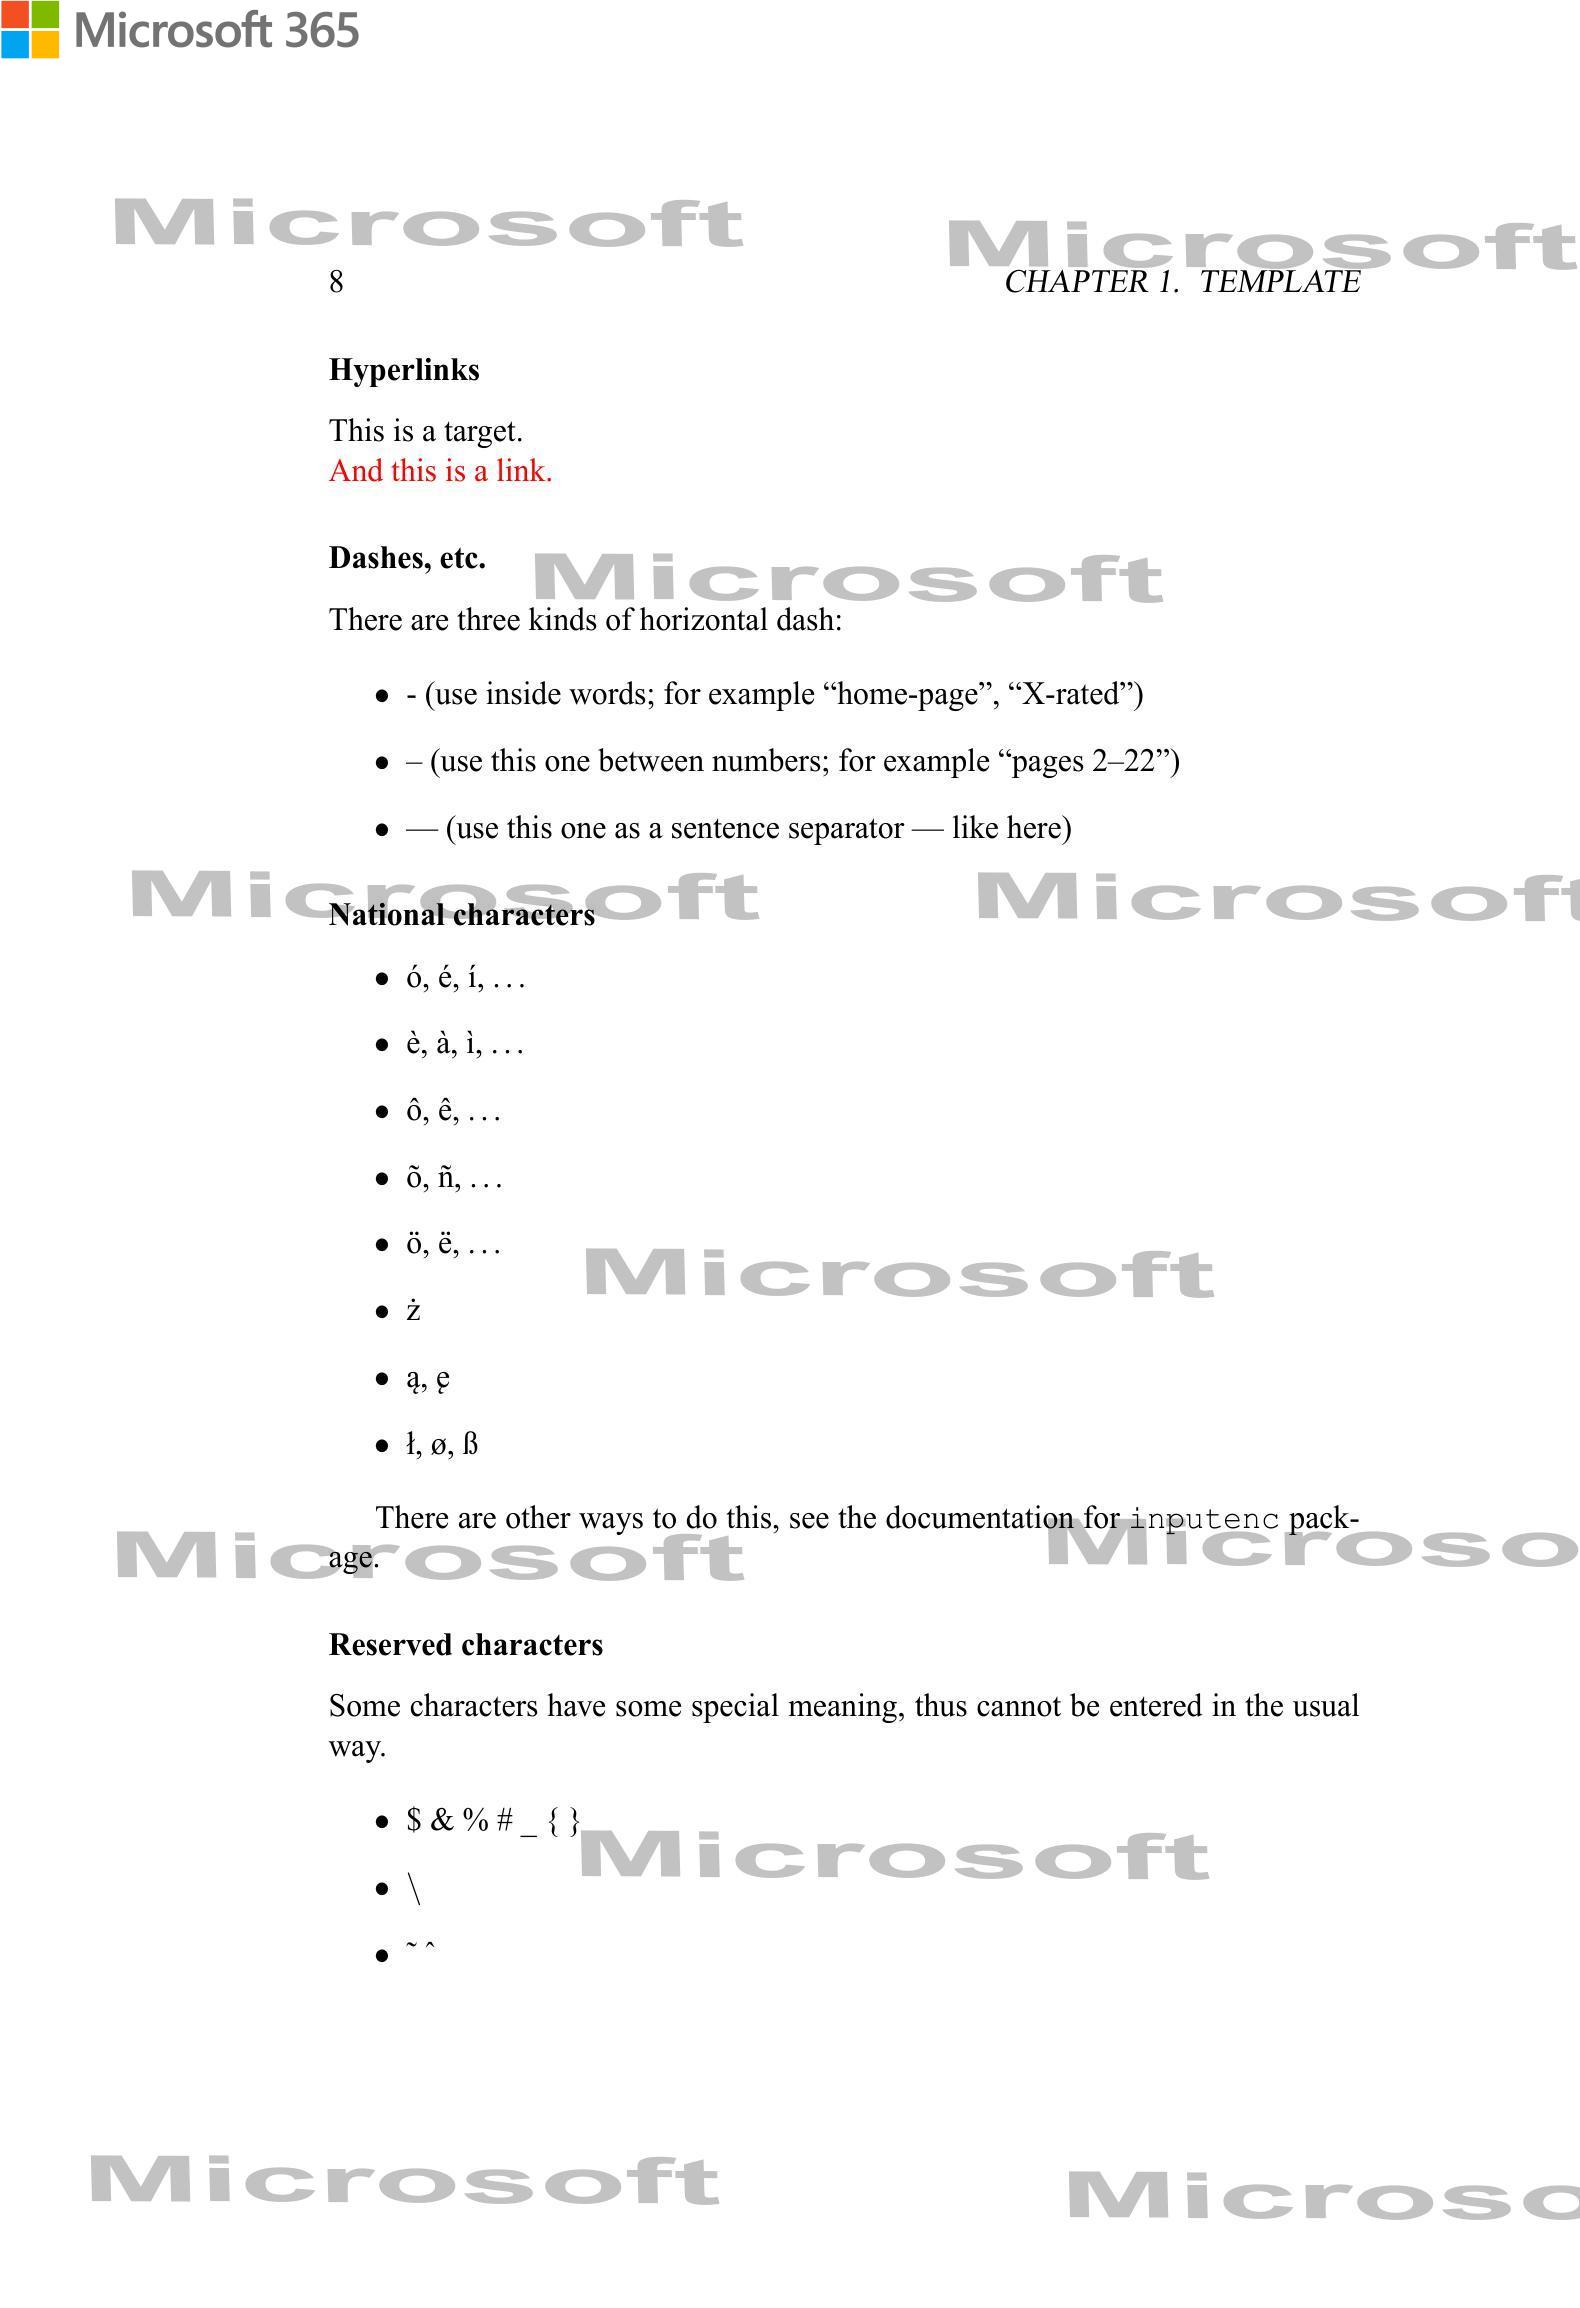 Microsoft 365
Microsoft
Microsoft
8 CHAPTER 1. TEMPLATE
Hyperlinks
This is a target.
And this is a link.
Dashes, etc.
Microsoft
There are three kinds of horizontal dash:
• - (use inside words; for example “home-page”, “X-rated”)
• – (use this one between numbers; for example “pages 2–22”)
• — (use this one as a sentence separator — like here)
Microsoft
Microsoft
National characters
• ó, é, í, . . .
• è, à, ì, . . .
• ô, ê, . . .
• õ, ñ, . . .
• ö, ë, . . .
Microsoft
• ż
• ą, ę
• ł, ø, ß
There are other ways to do this, see the documentation for inputenc pack-
age.
Microsoft
Microso
Reserved characters
Some characters have some special meaning, thus cannot be entered in the usual
way.
• $ & % # _ { }
Microsoft
• \
• ˜ ˆ
Microsoft
Microso